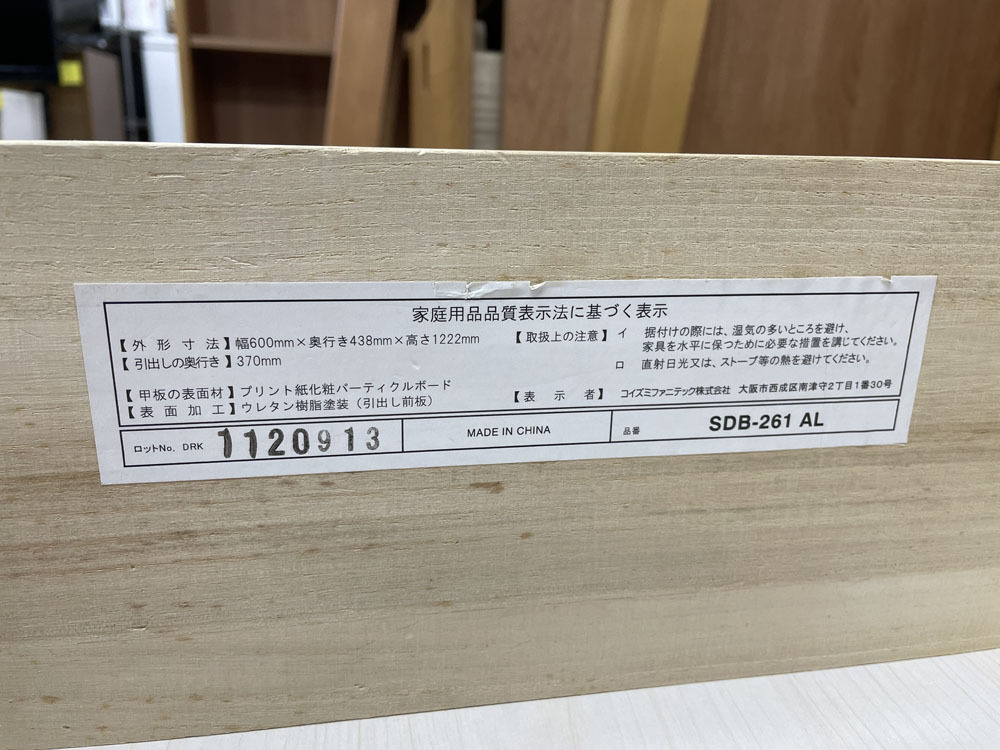 家庭用品品質表示法に基づく表示
【外形寸法】幅600mm×奥行き438mm×高さ1222mm
【引出しの奥行き】370mm
【甲板の表面材】プリント紙化粧パーティクルボード
【表面加工】ウレタン樹脂塗装（引出し前板）
【取扱上の注意】イ 据付けの際には、湿気の多いところを避け、
家具を水平に保つために必要な措置を講じてください。
ロ 直射日光又は、ストーブ等の熱を避けてください。
【表示者】コイズミファニテック株式会社 大阪市西成区南津守2丁目1番30号
ロットNo. DRK 1120913
MADE IN CHINA
品番 SDB-261 AL